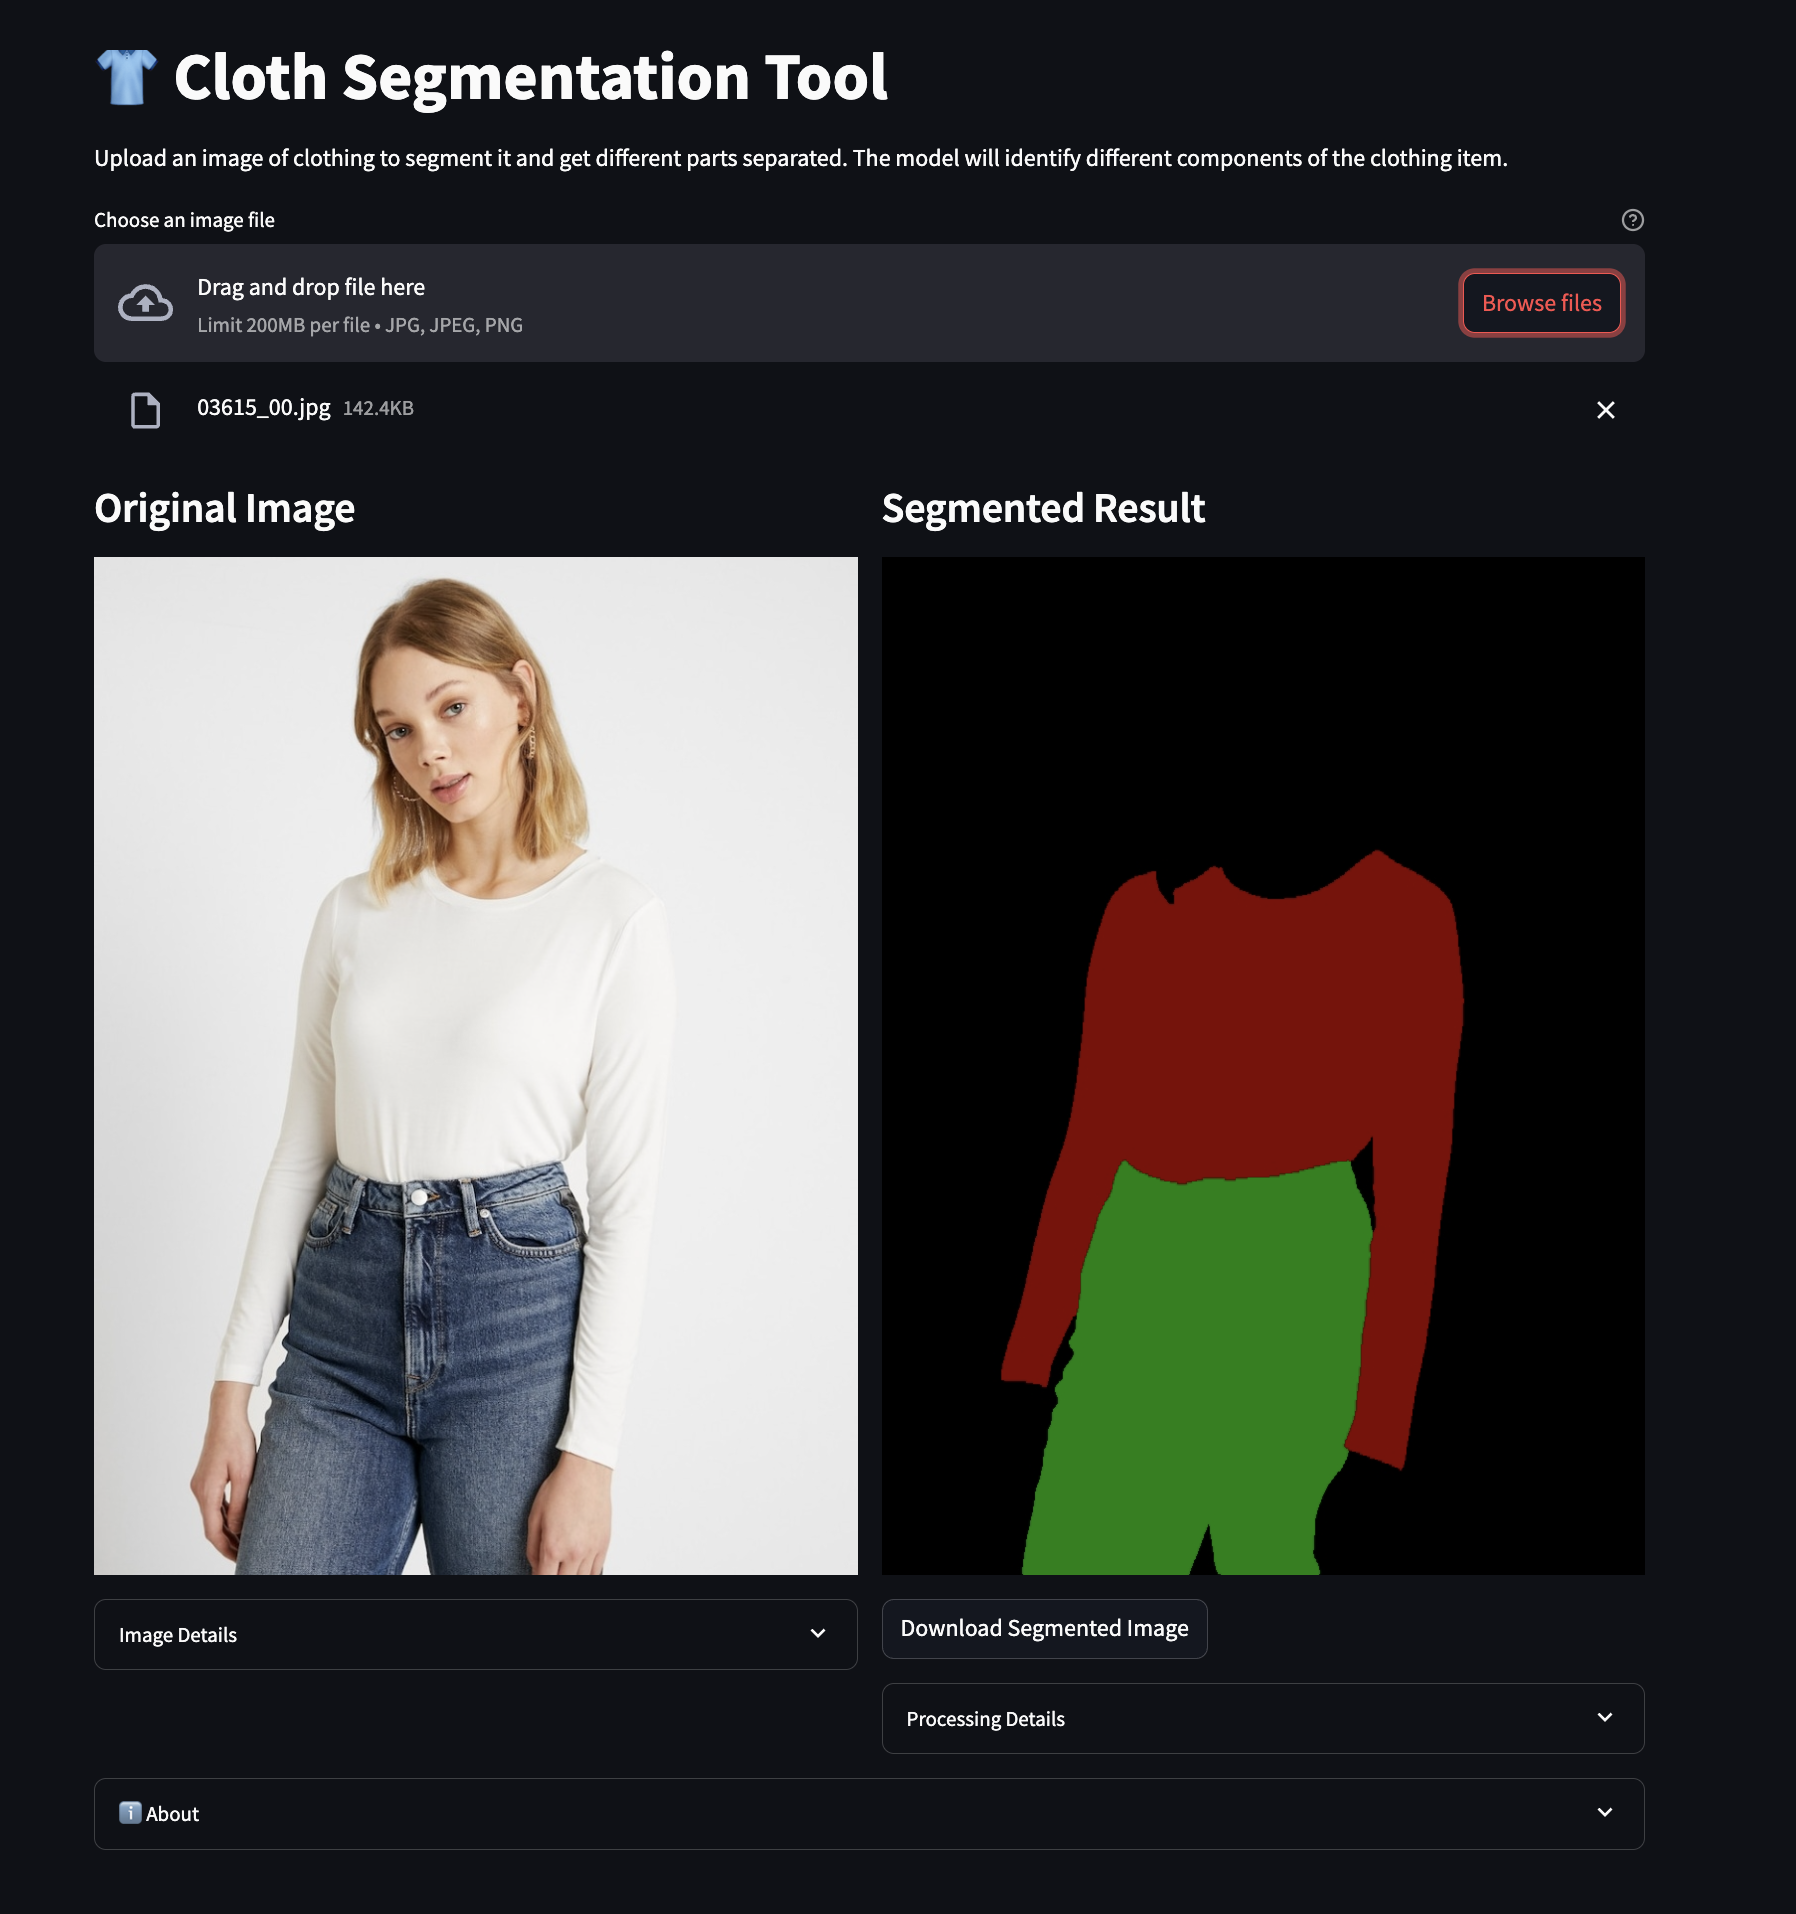 Cloth Segmentation Tool
Upload an image of clothing to segment it and get different parts separated. The model will identify different components of the clothing item.
Choose an image file
Drag and drop file here
Limit 200MB per file • JPG, JPEG, PNG
Browse files
03615_00.jpg 142.4KB
Original Image
Segmented Result
Image Details
Download Segmented Image
Processing Details
About